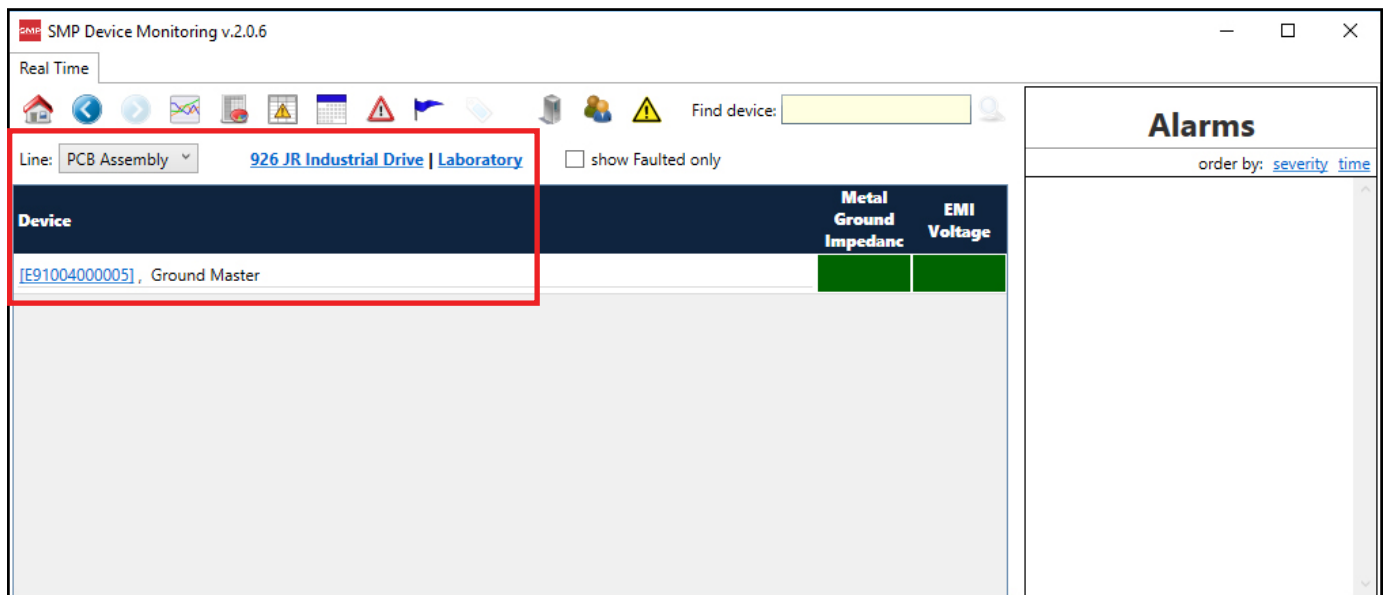 SMP SMP Device Monitoring v.2.0.6
Real Time
Find device:
Line: PCB Assembly 926 JR Industrial Drive | Laboratory show Faulted only
Device
Metal
Ground
Impedanc
EMI
Voltage
[E91004000005] , Ground Master
Alarms
order by: severity time